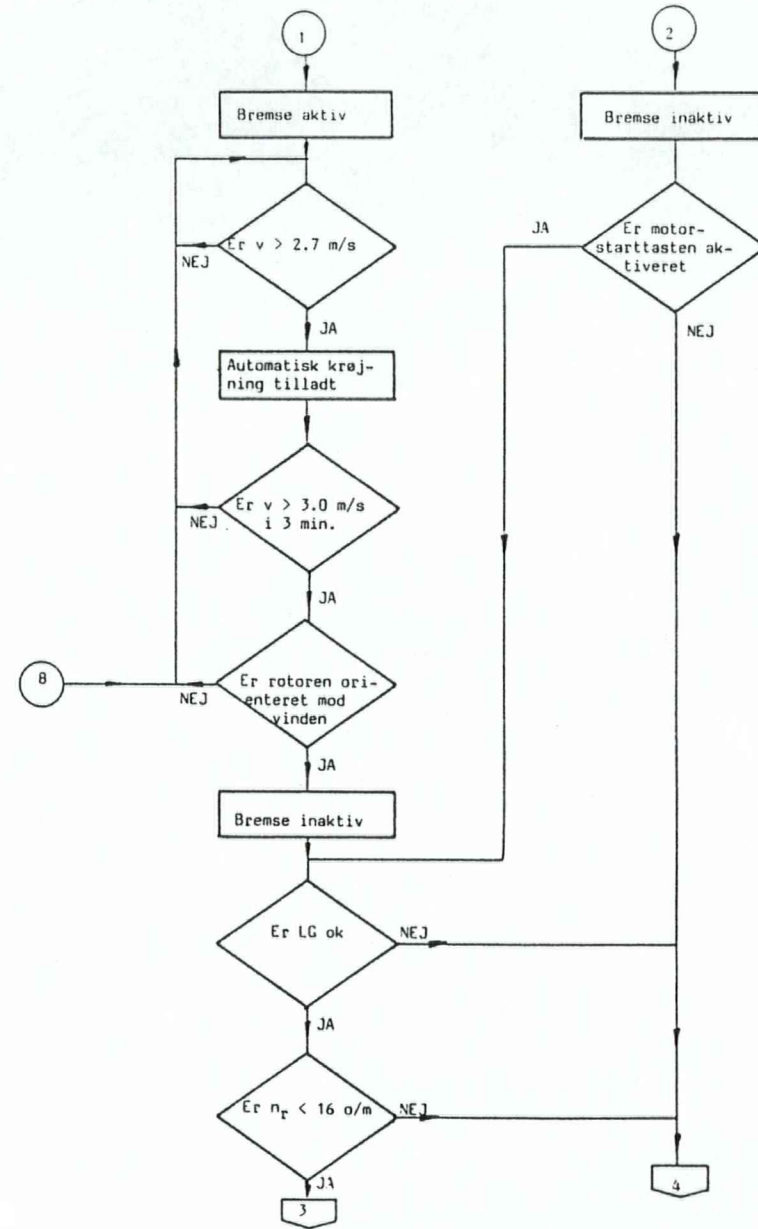 1
2
Bremse aktiv
Bremse inaktiv
Er v > 2.7 m/s
NEJ
JA
Er motor-
starttasten ak-
tiveret
JA
NEJ
Automatisk krøj-
ning tilladt
Er v > 3.0 m/s
i 3 min.
NEJ
JA
8
Er rotoren ori-
enteret mod
vinden
NEJ
JA
Bremse inaktiv
Er LG ok
NEJ
JA
Er nr < 16 o/m
NEJ
JA
3
4